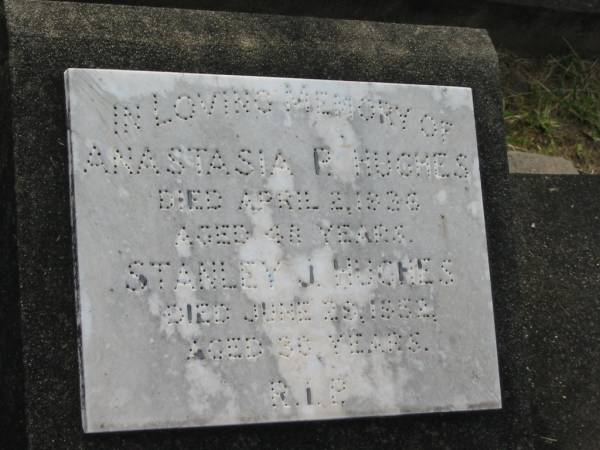 IN LOVING MEMORY OF
ANASTASIA P. HUGHES
DIED APRIL
AGED YEARS.
STANLEY J. HUGHES
DIED JUNE
AGED YEARS
R.I.P.